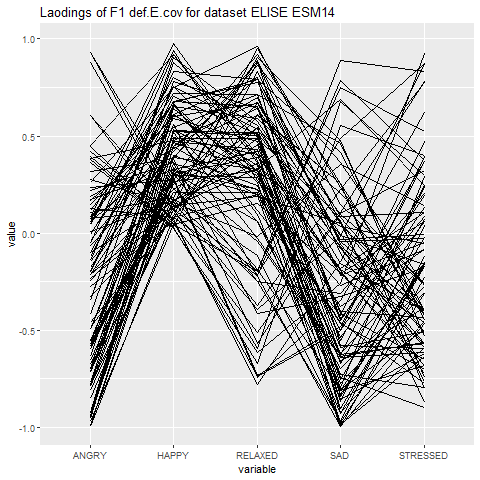 Laodings of F1 def.E.cov for dataset ELISE ESM14
1.0
0.5
0.0
-0.5
-1.0
value
ANGRY HAPPY RELAXED SAD STRESSED
variable